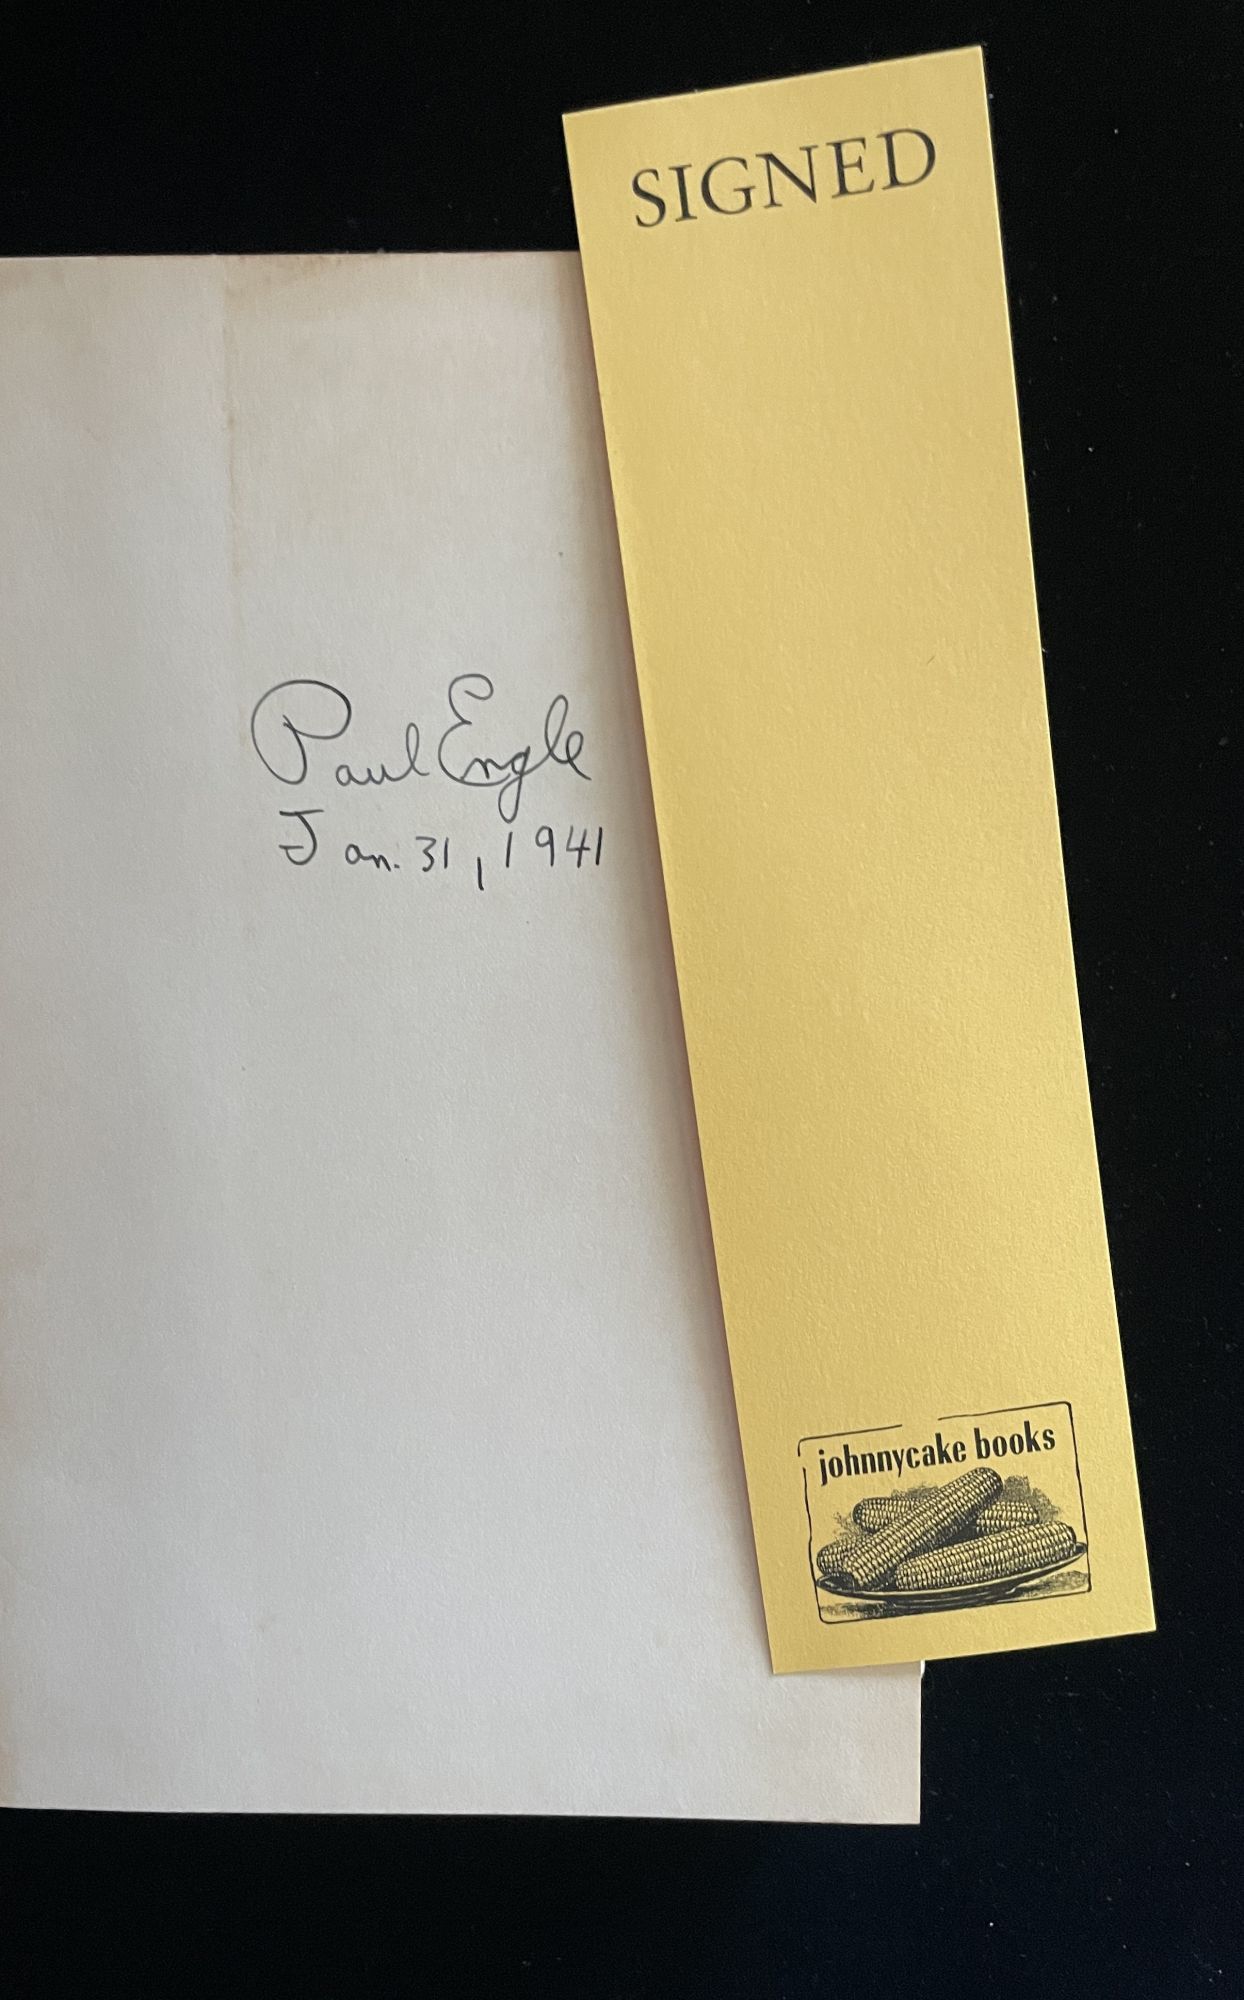 SIGNED
Paul Engle
Jan. 31, 1941
johnnycake books